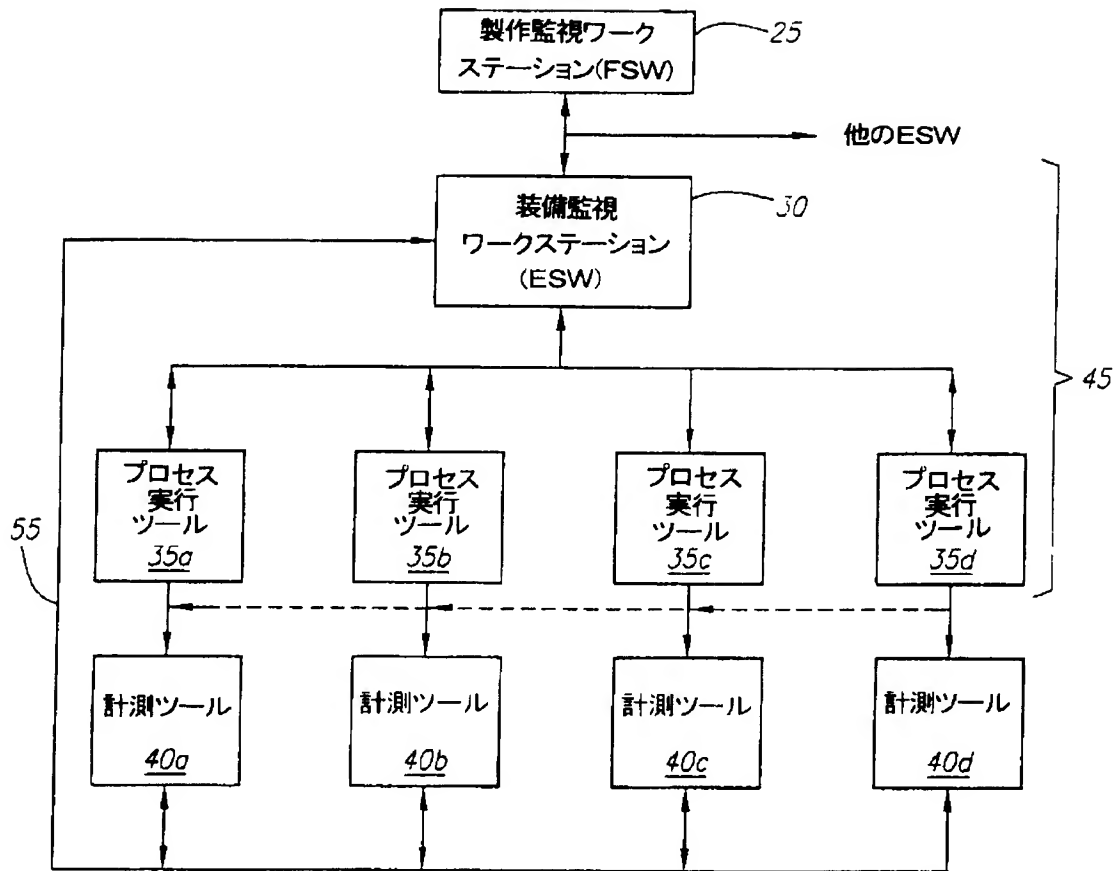 製作監視ワーク
ステーション(FSW)
25
他のESW
装備監視
ワークステーション
(ESW)
30
45
プロセス
実行
ツール
35a
プロセス
実行
ツール
35b
プロセス
実行
ツール
35c
プロセス
実行
ツール
35d
55
計測ツール
40a
計測ツール
40b
計測ツール
40c
計測ツール
40d